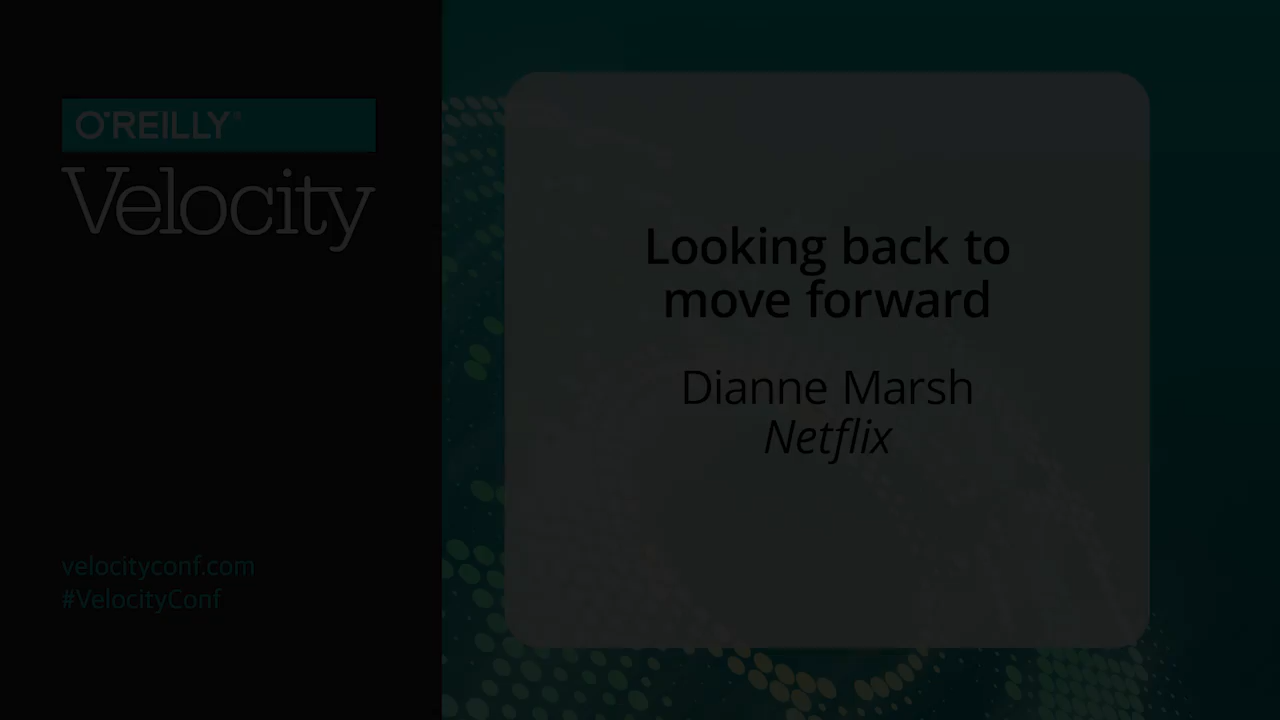 O'REILLY®
Velocity
velocityconf.com
#VelocityConf
Looking back to
move forward
Dianne Marsh
Netflix